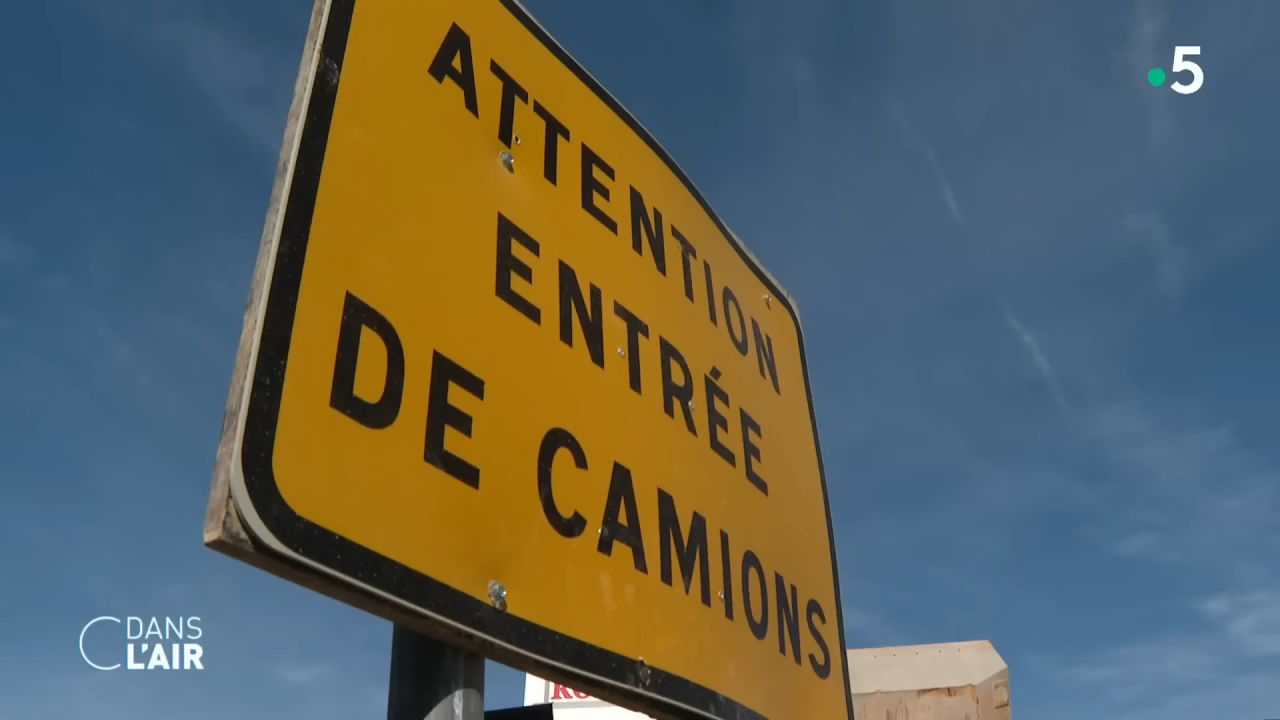 ATTENTION
ENTRÉE
DE CAMIONS
5
C DANS
L'AIR